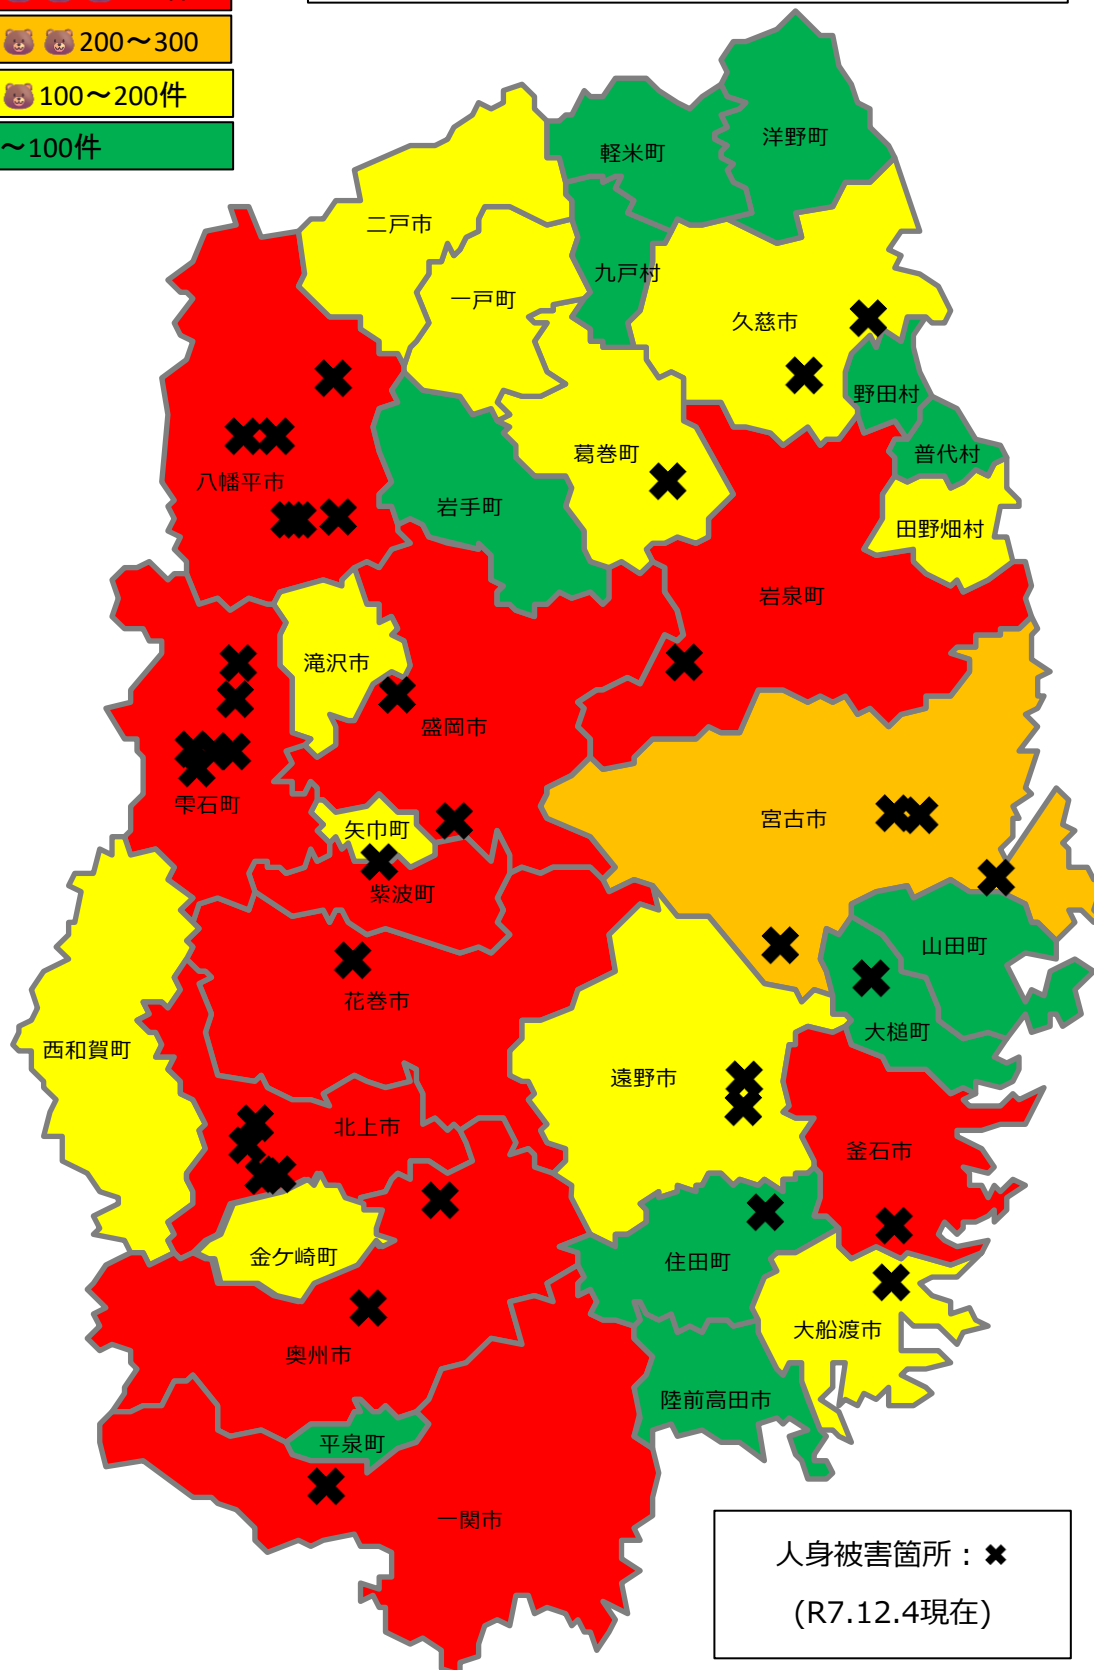 200～300
100～200件
～100件
洋野町
軽米町
二戸市
九戸村
一戸町
久慈市
野田村
葛巻町
普代村
八幡平市
岩手町
田野畑村
岩泉町
滝沢市
盛岡市
雫石町
宮古市
矢巾町
紫波町
山田町
花巻市
大槌町
西和賀町
遠野市
北上市
釜石市
金ケ崎町
住田町
大船渡市
奥州市
陸前高田市
平泉町
一関市
人身被害箇所：✖
(R7.12.4現在)